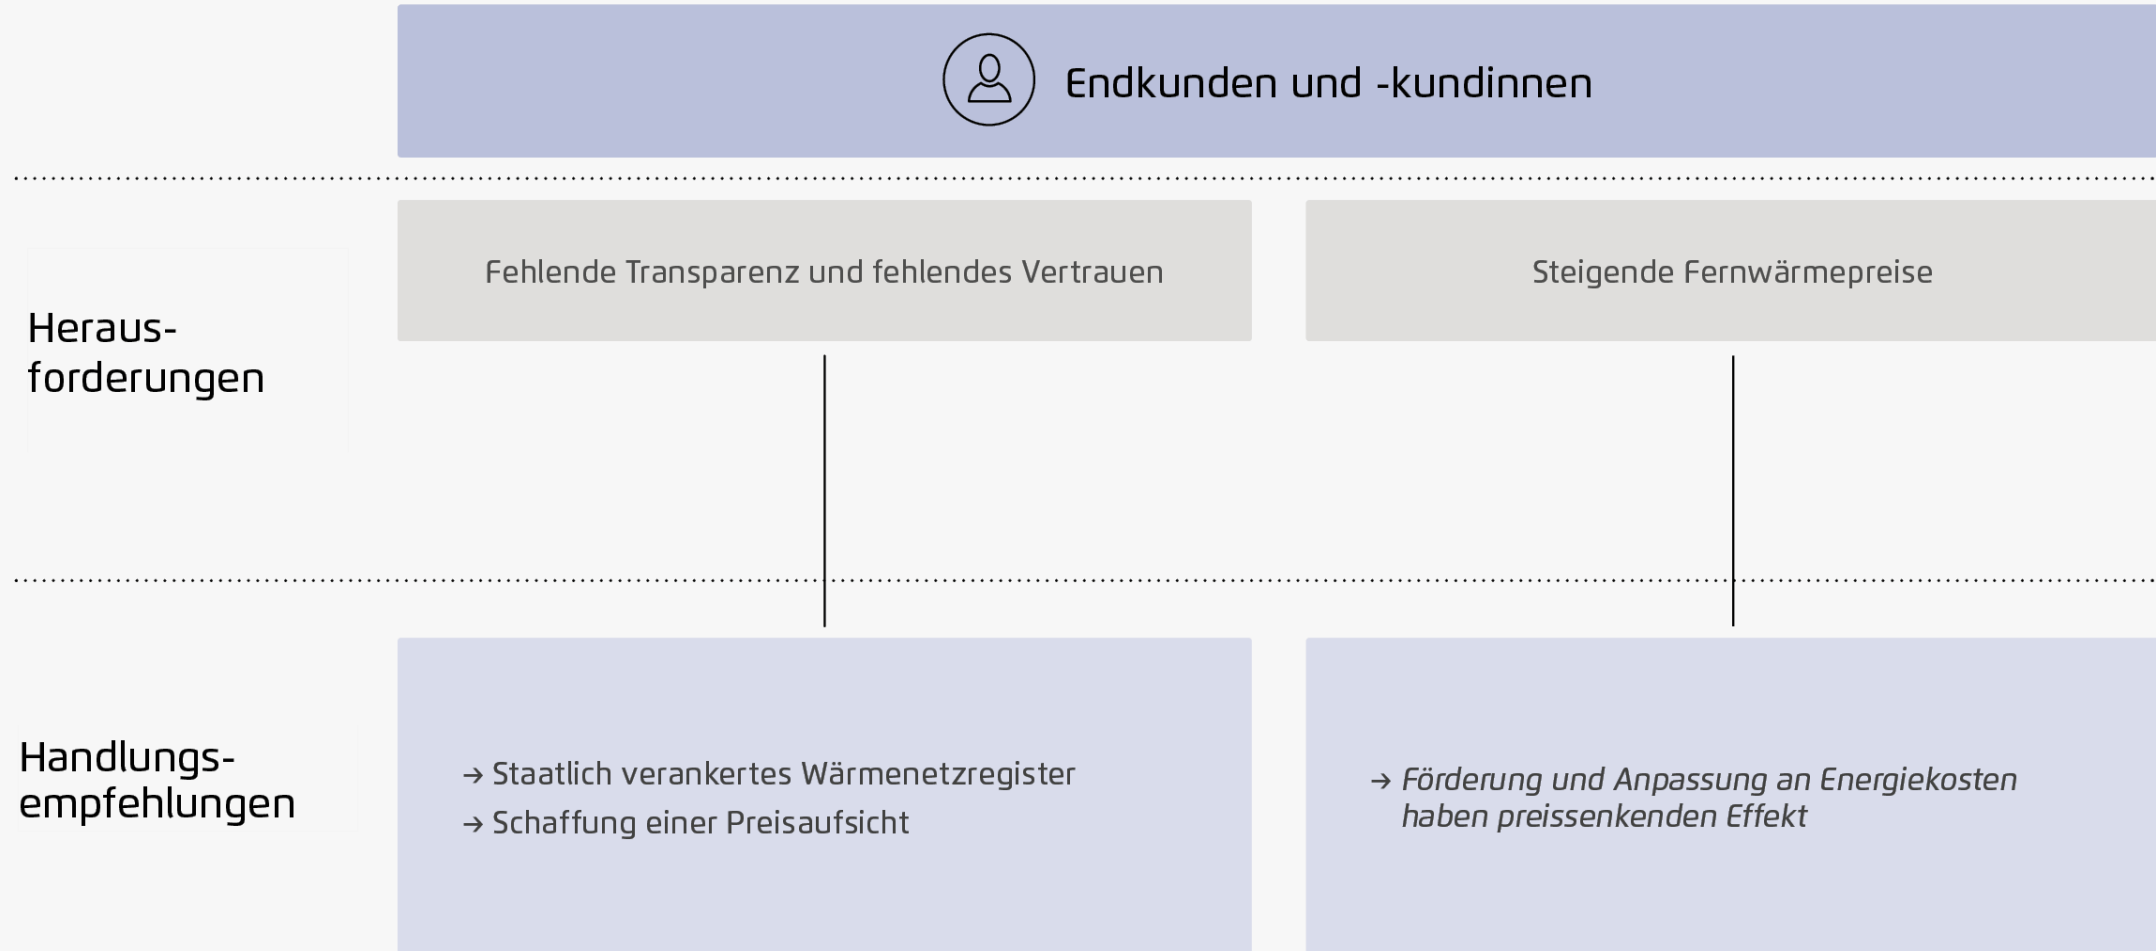 Endkunden und -kundinnen
Heraus-
forderungen
Fehlende Transparenz und fehlendes Vertrauen
Steigende Fernwärmepreise
Handlungs-
empfehlungen
→ Staatlich verankertes Wärmenetzregister
→ Schaffung einer Preisaufsicht
→ Förderung und Anpassung an Energiekosten
haben preissenkenden Effekt